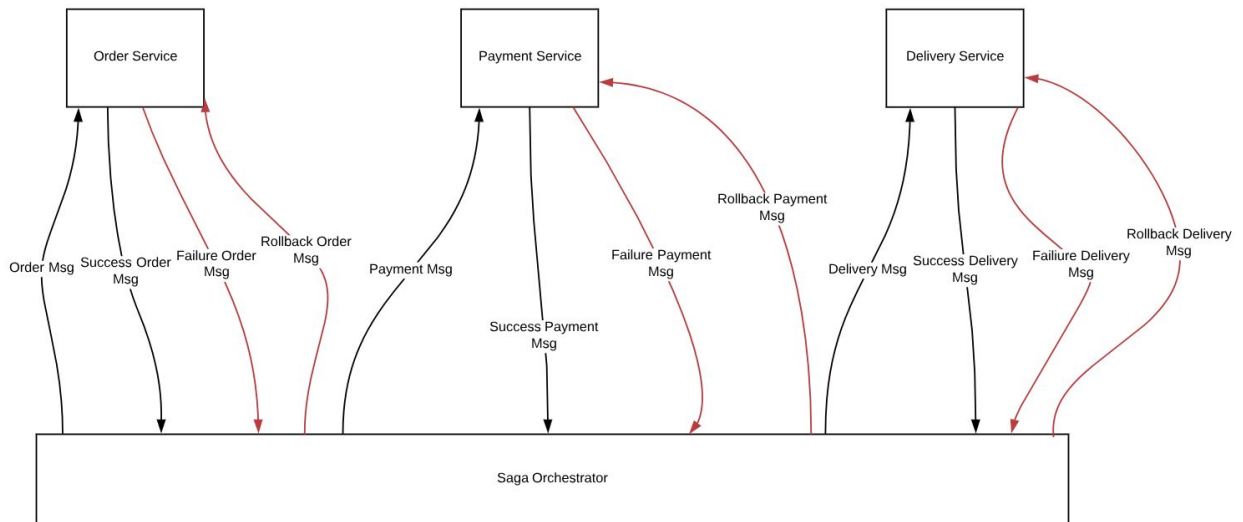 Order Service
Payment Service
Delivery Service
Order Msg
Success Order
Msg
Failure Order
Msg
Rollback Order
Msg
Payment Msg
Success Payment
Msg
Failure Payment
Msg
Rollback Payment
Msg
Delivery Msg
Success Delivery
Msg
Failiure Delivery
Msg
Rollback Delivery
Msg
Saga Orchestrator